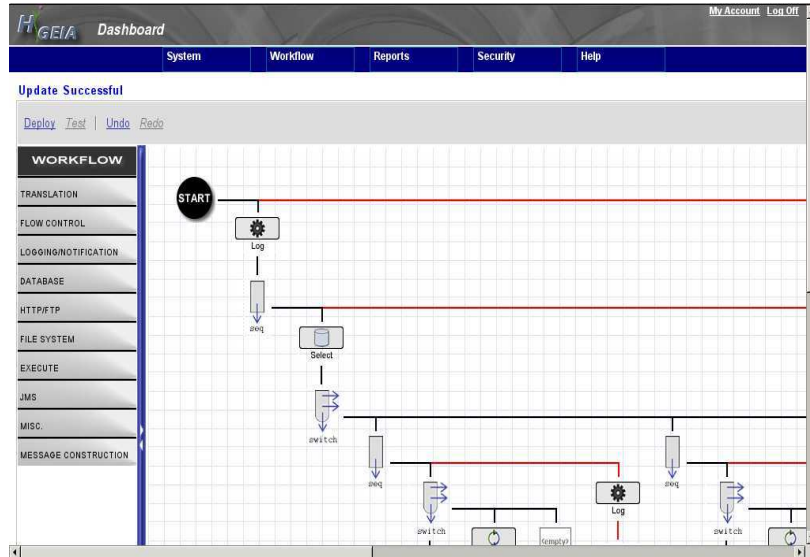 HGEIA Dashboard
My Account Log Off
System Workflow Reports Security Help
Update Successful
Deploy Test | Undo Redo
WORKFLOW
TRANSLATION
FLOW CONTROL
LOGGING/NOTIFICATION
DATABASE
HTTP/FTP
FILE SYSTEM
EXECUTE
JMS
MISC.
MESSAGE CONSTRUCTION
START
Log
seq
Select
switch
seq
seq
Log
switch
switch
<empty>